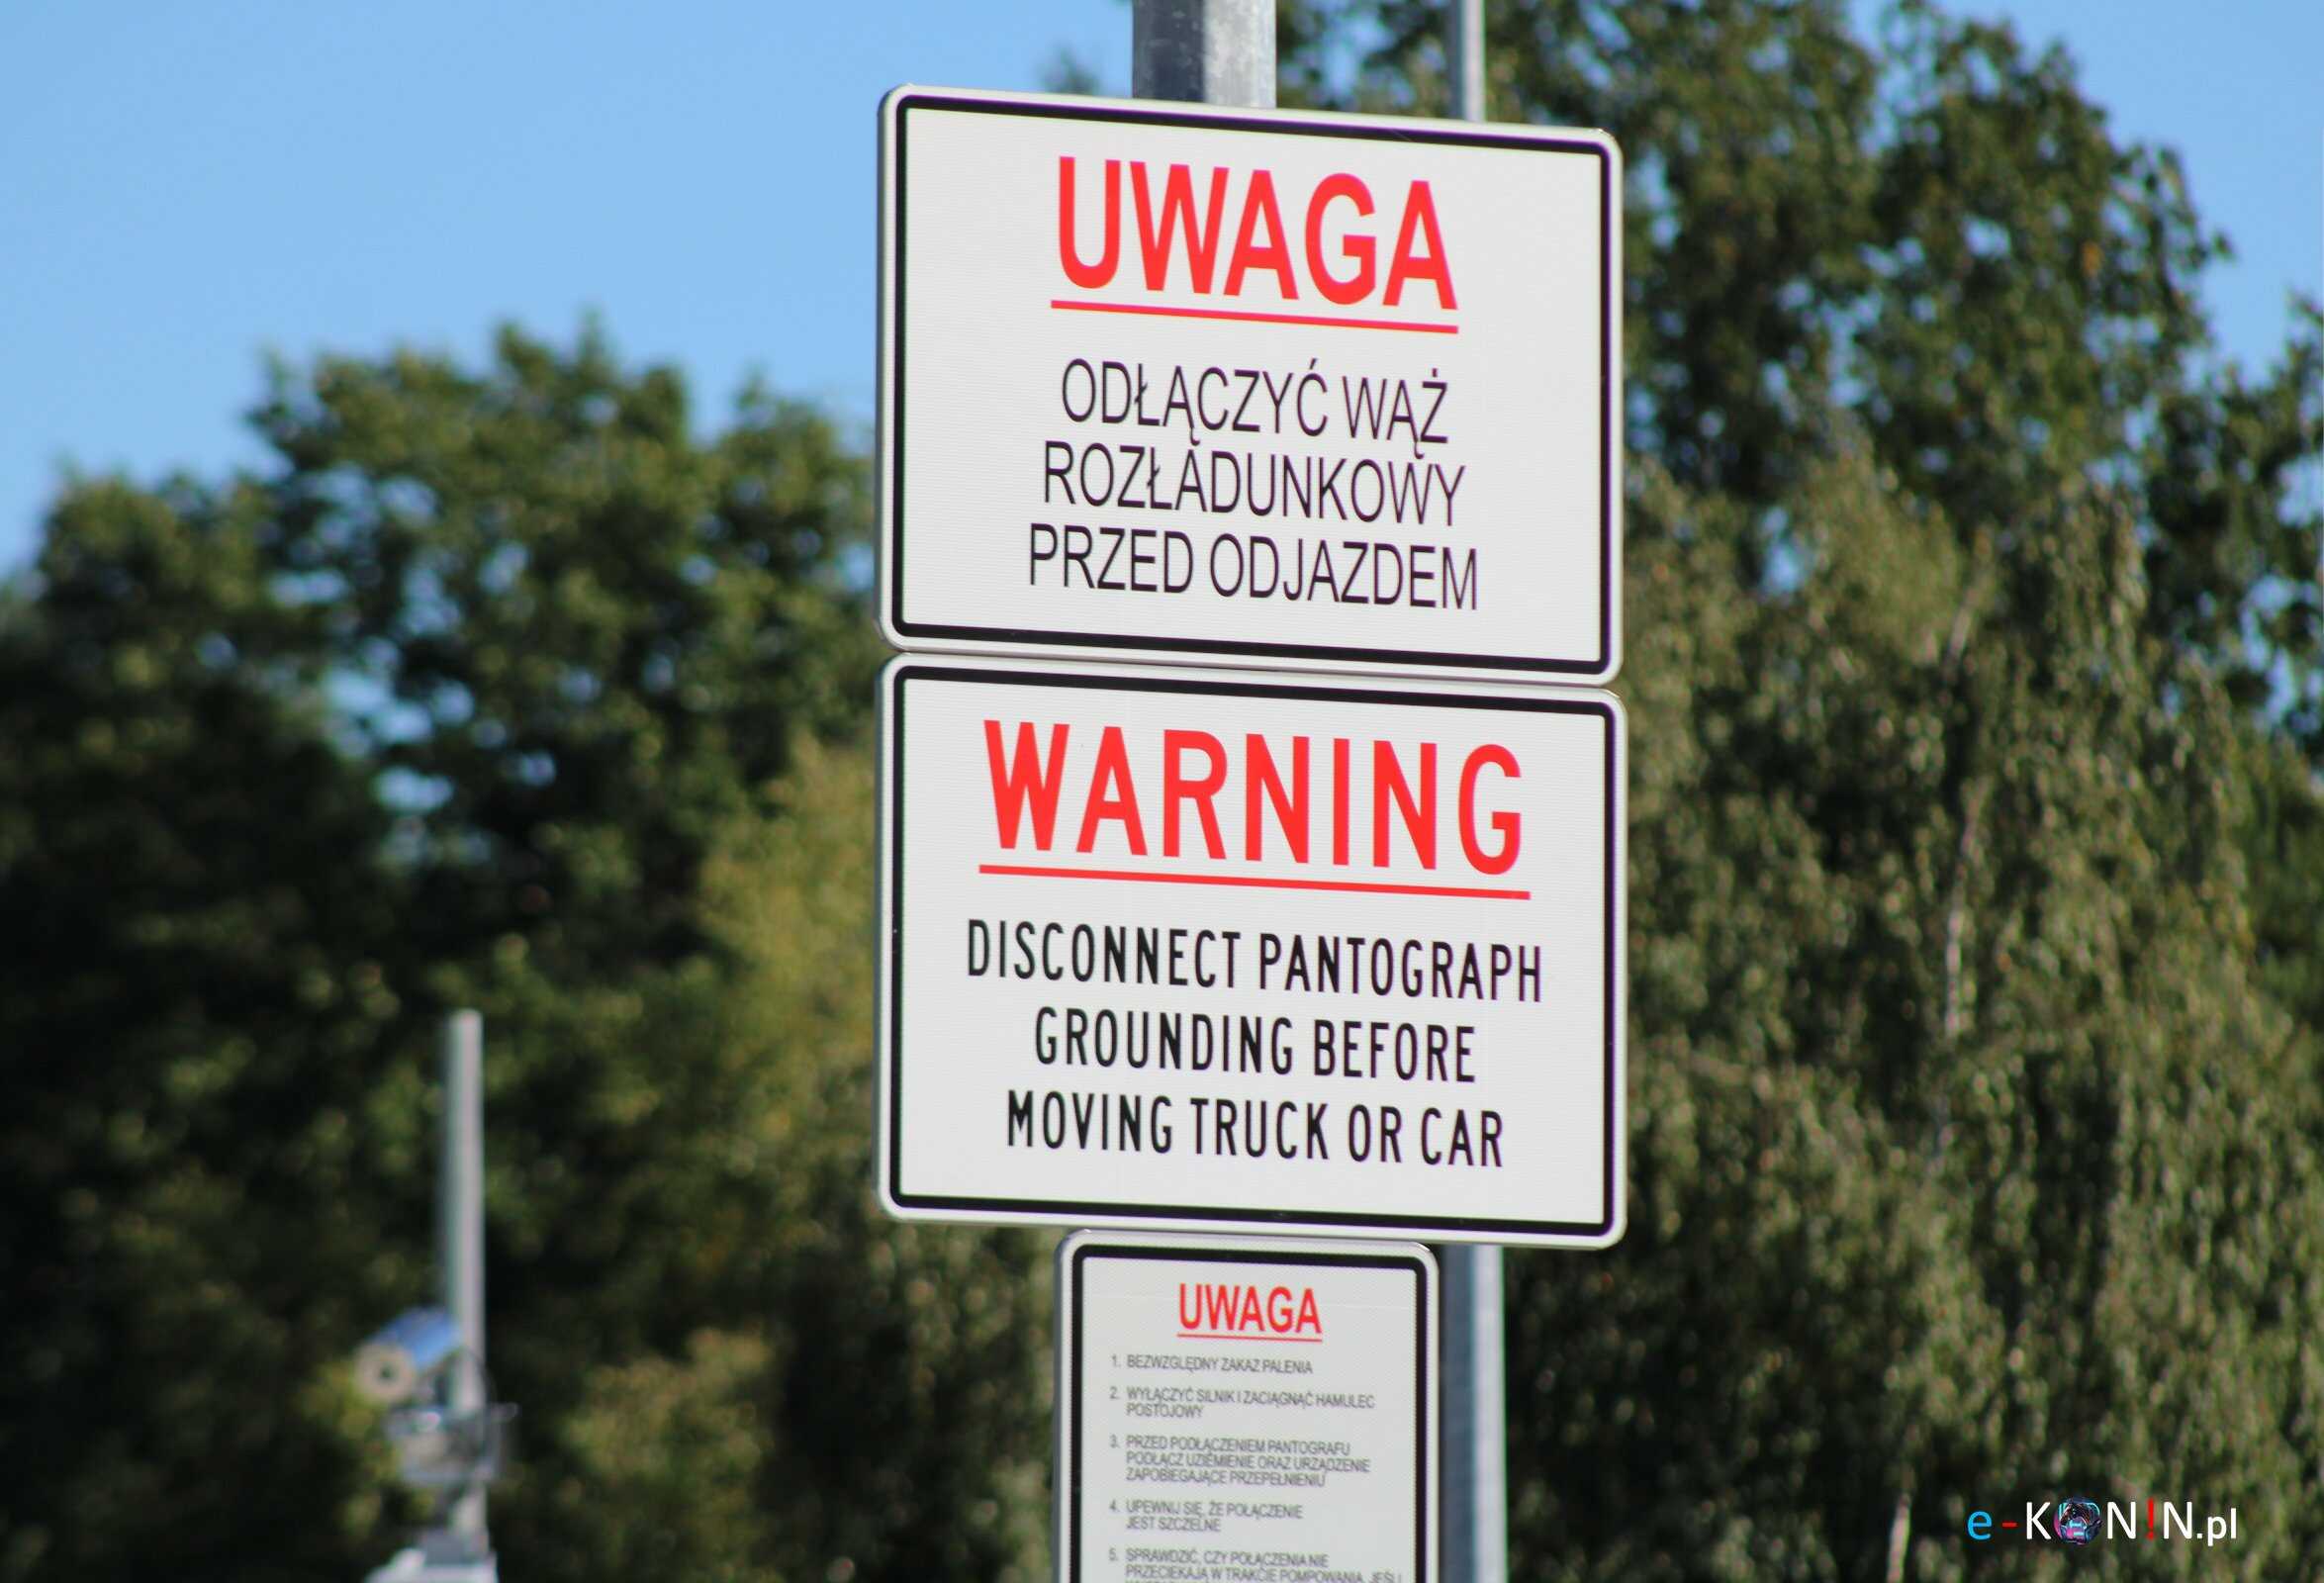 UWAGA
ODŁĄCZYĆ WĄŻ
ROZŁADUNKOWY
PRZED ODJAZDEM
WARNING
DISCONNECT PANTOGRAPH
GROUNDING BEFORE
MOVING TRUCK OR CAR
UWAGA
1. BEZWZGLĘDNY ZAKAZ PALENIA
2. WYŁĄCZYĆ SILNIK I ZACIĄGNĄĆ HAMULEC
POSTOJOWY
3. PRZED PODŁĄCZENIEM PANTOGRAFU
PODŁĄCZ UZIEMIENIE ORAZ URZĄDZENIE
ZAPOBIEGAJĄCE PRZEPEŁNIENIU
4. UPEWNIJ SIĘ, ŻE POŁĄCZENIE
JEST SZCZELNE
5. SPRAWDZIĆ, CZY POŁĄCZENIA NIE
PRZECIEKAJĄ W TRAKCIE POMPOWANIA, JEŚLI
e-KON!N.pl